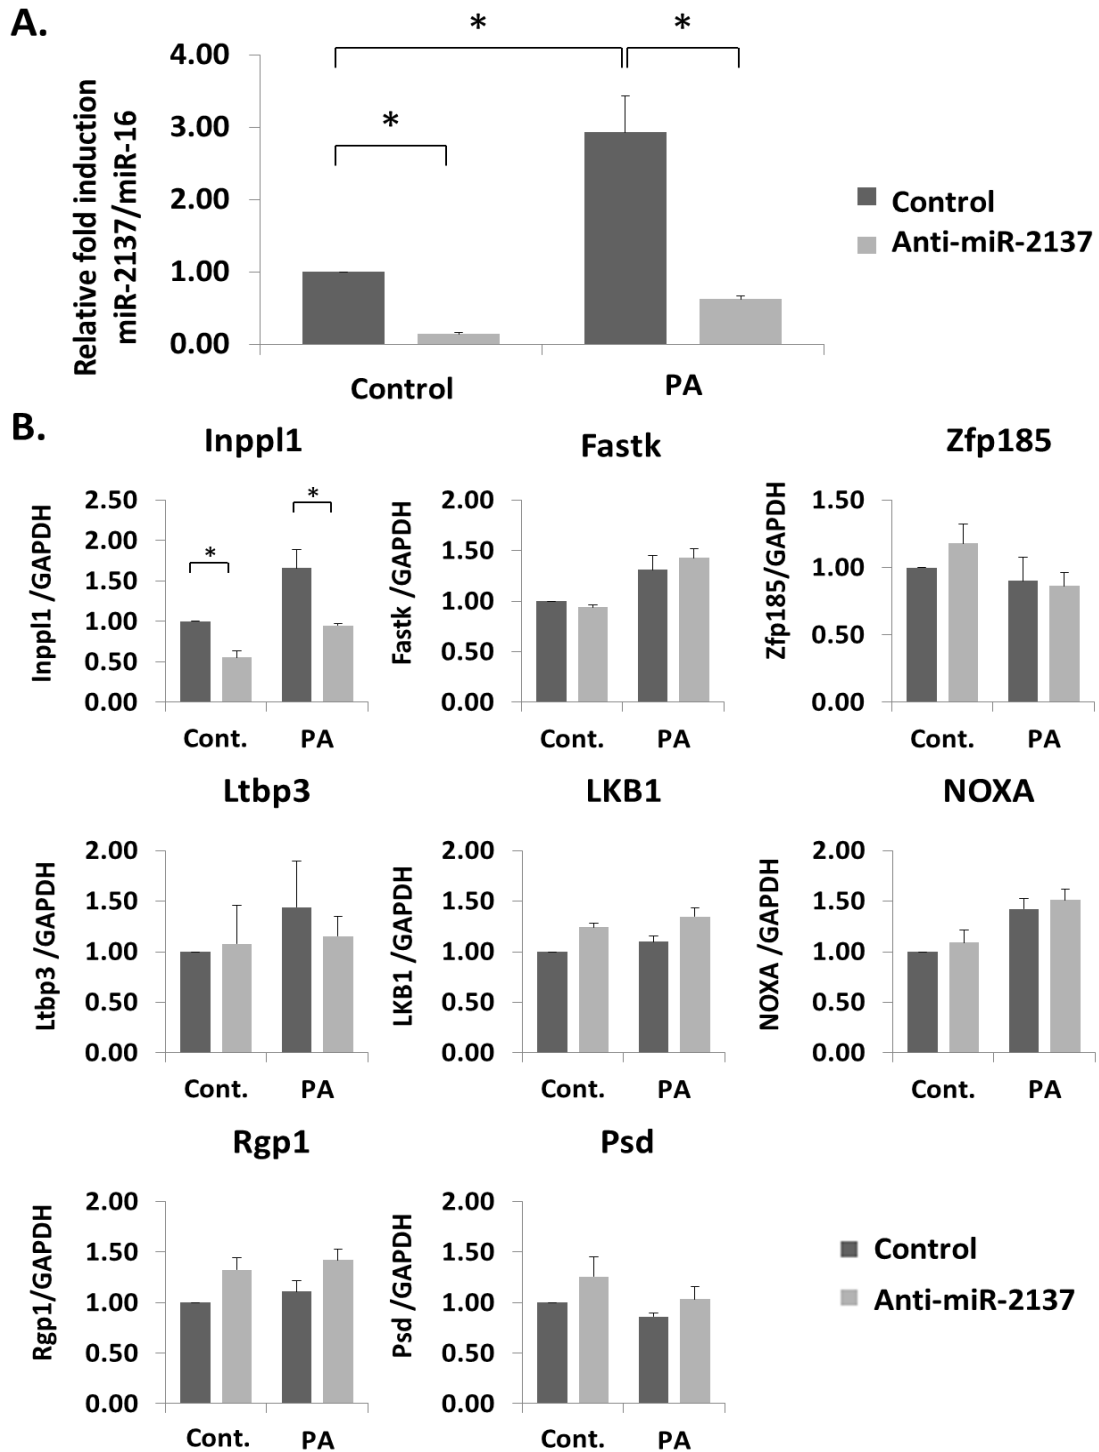 A.
Relative fold induction
miR-2137/miR-16
4.00
3.00
2.00
1.00
0.00
*
*
*
Control
PA
Control
Anti-miR-2137
B.
Inppl1
Inppl1 /GAPDH
2.50
2.00
1.50
1.00
0.50
0.00
*
*
Cont.
PA
Fastk
Fastk /GAPDH
2.00
1.50
1.00
0.50
0.00
Cont.
PA
Zfp185
Zfp185/GAPDH
1.50
1.00
0.50
0.00
Cont.
PA
Ltbp3
Ltbp3 /GAPDH
2.00
1.50
1.00
0.50
0.00
Cont.
PA
LKB1
LKB1 /GAPDH
2.00
1.50
1.00
0.50
0.00
Cont.
PA
NOXA
NOXA /GAPDH
2.00
1.50
1.00
0.50
0.00
Cont.
PA
Rgp1
Rgp1/GAPDH
2.00
1.50
1.00
0.50
0.00
Cont.
PA
Psd
Psd /GAPDH
2.00
1.50
1.00
0.50
0.00
Cont.
PA
Control
Anti-miR-2137